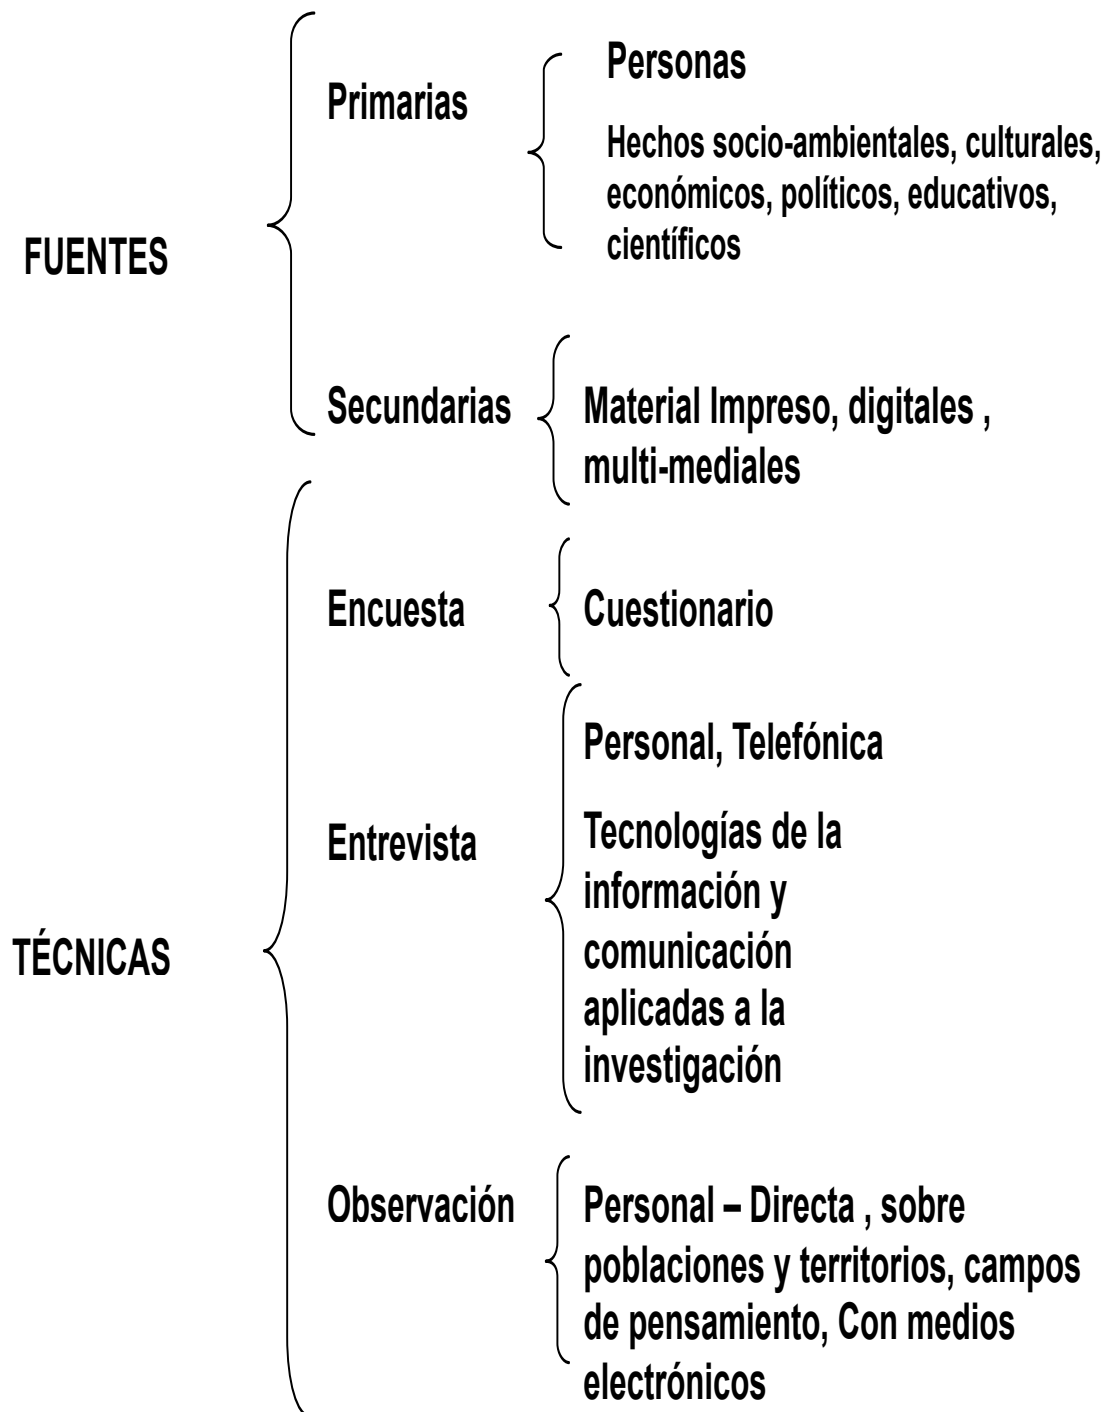 FUENTES
Primarias
Personas
Hechos socio-ambientales, culturales,
económicos, políticos, educativos,
científicos
Secundarias
Material Impreso, digitales ,
multi-mediales
TÉCNICAS
Encuesta
Cuestionario
Entrevista
Personal, Telefónica
Tecnologías de la
información y
comunicación
aplicadas a la
investigación
Observación
Personal – Directa , sobre
poblaciones y territorios, campos
de pensamiento, Con medios
electrónicos